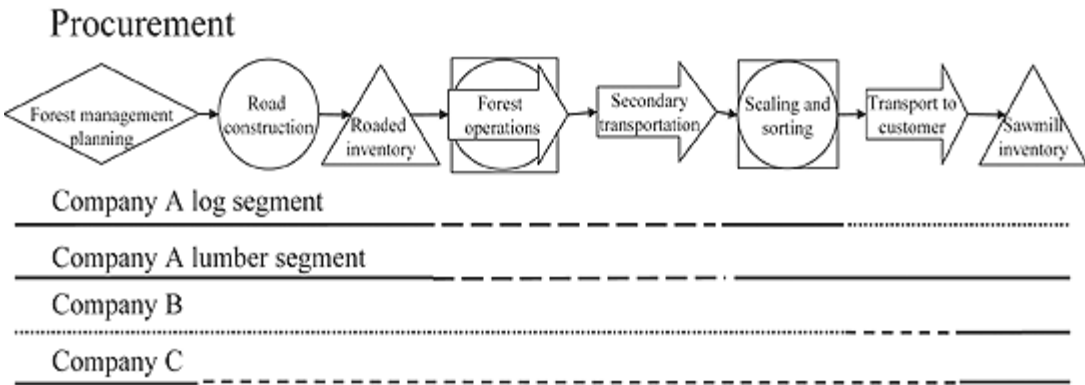 Procurement
Forest management
planning
Road
construction
Roaded
inventory
Forest
operations
Secondary
transportation
Scaling and
sorting
Transport to
customer
Sawmill
inventory
Company A log segment
Company A lumber segment
Company B
Company C